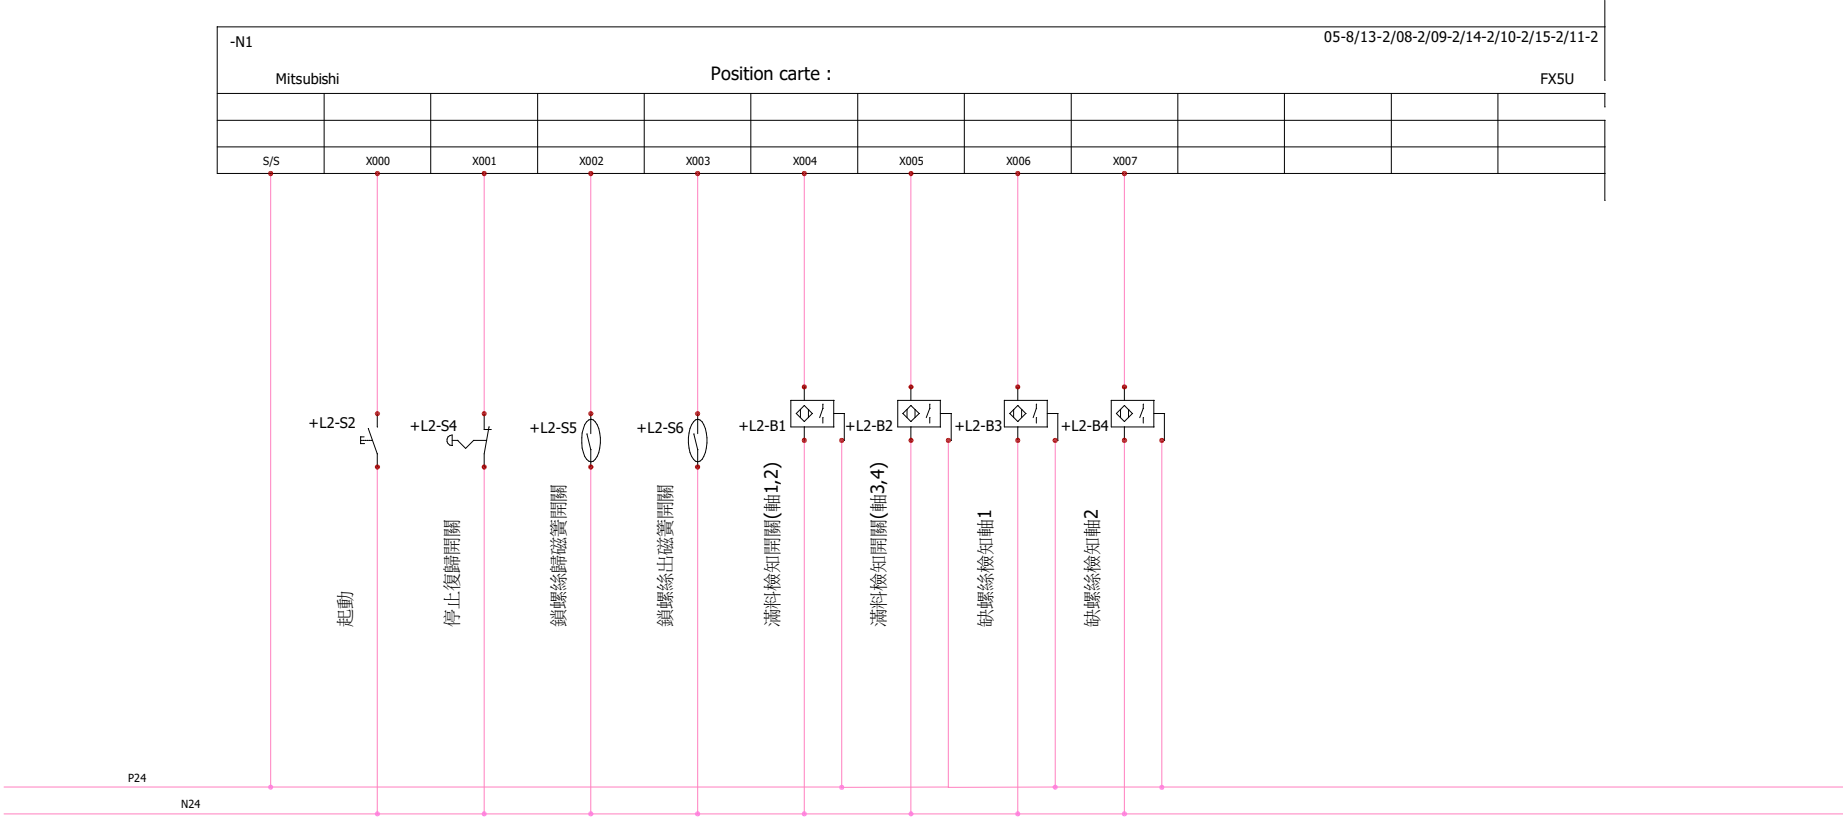 -N1
05-8/13-2/08-2/09-2/14-2/10-2/15-2/11-2
Mitsubishi
Position carte :
FX5U
S/S
X000
X001
X002
X003
X004
X005
X006
X007
+L2-S2
+L2-S4
+L2-S5
+L2-S6
+L2-B1
+L2-B2
+L2-B3
+L2-B4
起動
停止復歸開關
鎖螺絲歸磁簧開關
鎖螺絲出磁簧開關
滿料檢知開關(軸1,2)
滿料檢知開關(軸3,4)
缺螺絲檢知軸1
缺螺絲檢知軸2
P24
N24